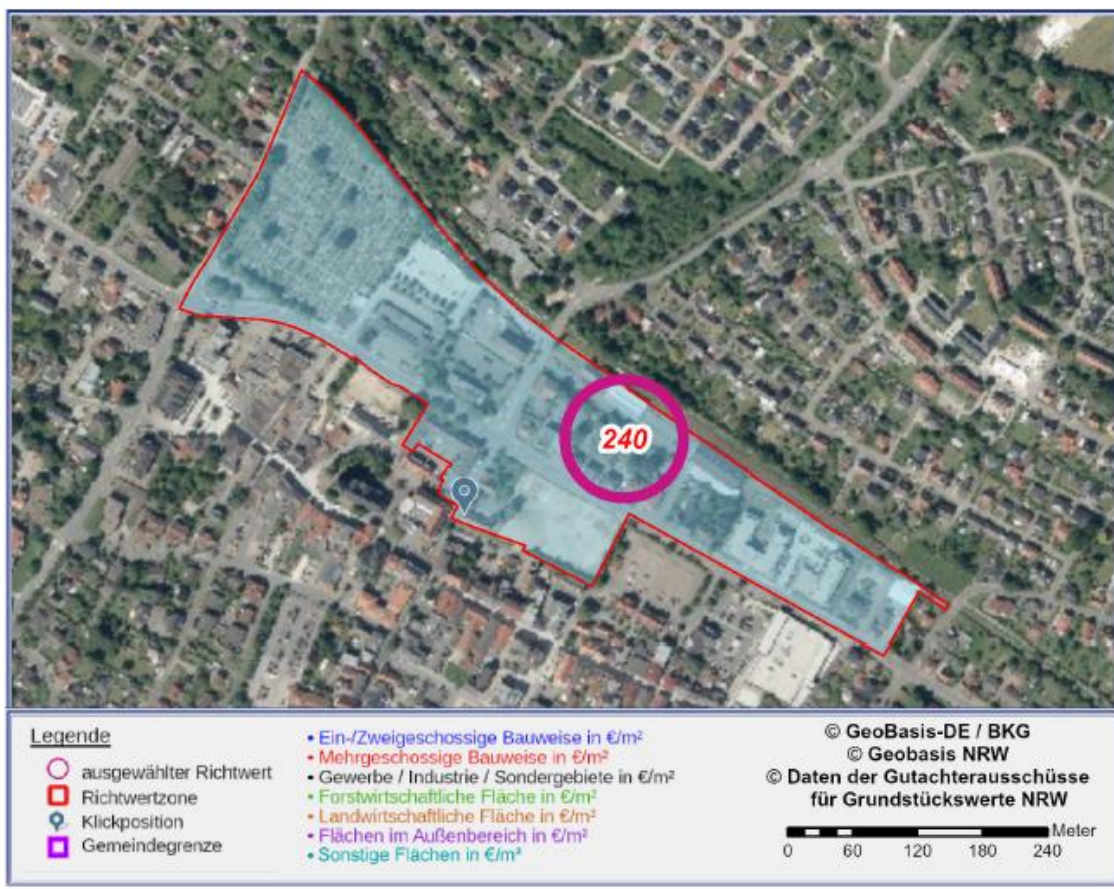 240
Legende
ausgewählter Richtwert
Richtwertzone
Klickposition
Gemeindegrenze
• Ein-/Zweigeschossige Bauweise in €/m²
• Mehrgeschossige Bauweise in €/m²
• Gewerbe / Industrie / Sondergebiete in €/m²
• Forstwirtschaftliche Fläche in €/m²
• Landwirtschaftliche Fläche in €/m²
• Flächen im Außenbereich in €/m²
• Sonstige Flächen in €/m²
© GeoBasis-DE / BKG
© Geobasis NRW
© Daten der Gutachterausschüsse
für Grundstückswerte NRW
Meter
0 60 120 180 240